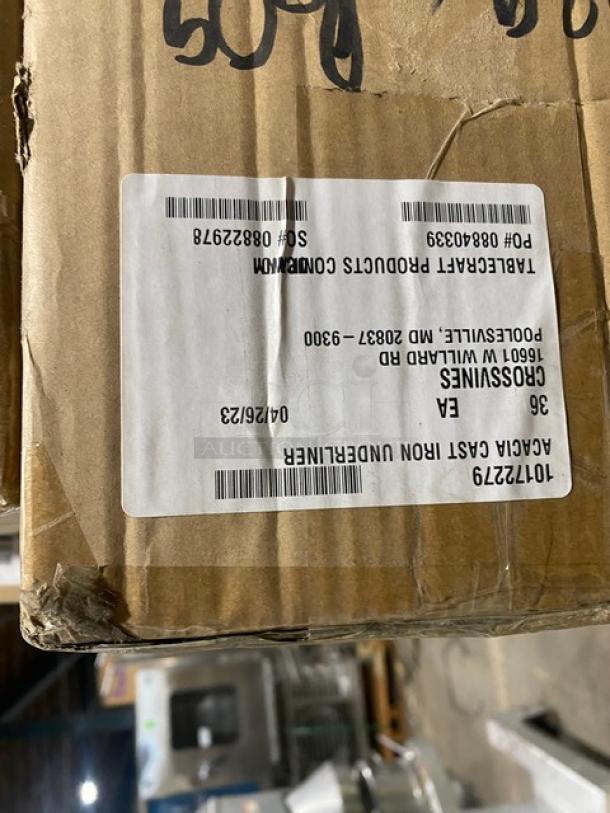 10172279
ACACIA CAST IRON UNDERLINER
36 EA 04/26/23
CROSSVINES
16601 W WILLARD RD
POOLESVILLE, MD 20837-9300
TABLECRAFT PRODUCTS COM
PO# 08840339 SO# 08822978